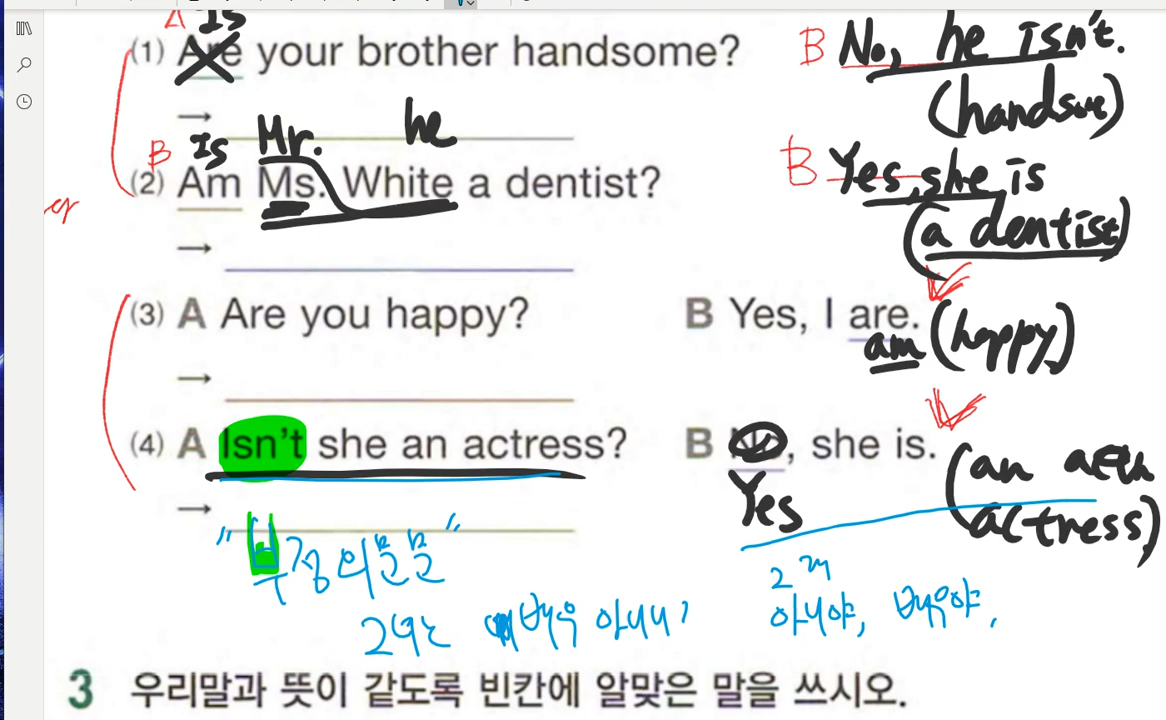 A Is
(1) Are your brother handsome? B No, he isn't.
(handsome)
→
Is Mr. he
B
(2) Am Ms. White a dentist? B Yes, she is
(a dentist)
→
(3) A Are you happy? B Yes, I are.
am (happy)
→
(4) A Isn't she an actress? B No, she is.
Yes (an
actress)
→
"부정의문문"
그녀는 배우 아니니? 아니야, 배우야.
3 우리말과 뜻이 같도록 빈칸에 알맞은 말을 쓰시오.